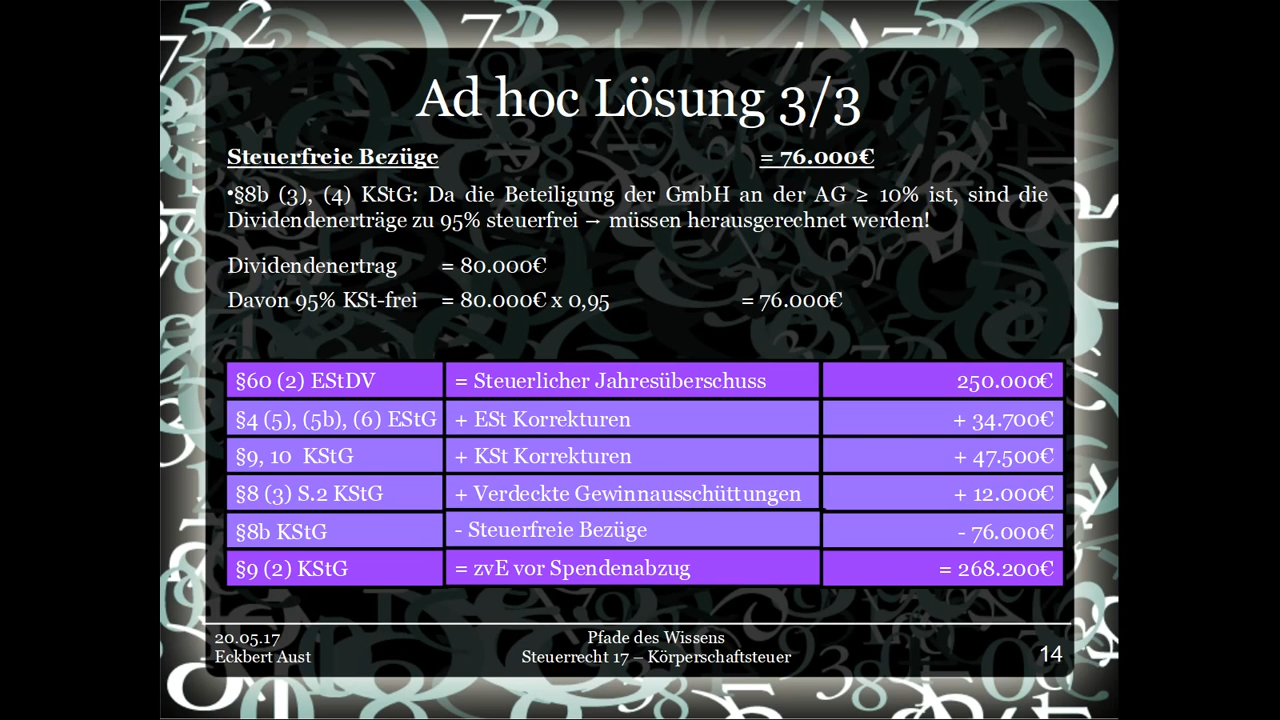 Ad hoc Lösung 3/3
Steuerfreie Bezüge = 76.000€
•§8b (3), (4) KStG: Da die Beteiligung der GmbH an der AG ≥ 10% ist, sind die
Dividendenerträge zu 95% steuerfrei → müssen herausgerechnet werden!
Dividendenertrag = 80.000€
Davon 95% KSt-frei = 80.000€ x 0,95 = 76.000€
§60 (2) EStDV = Steuerlicher Jahresüberschuss 250.000€
§4 (5), (5b), (6) EStG + ESt Korrekturen + 34.700€
§9, 10 KStG + KSt Korrekturen + 47.500€
§8 (3) S.2 KStG + Verdeckte Gewinnausschüttungen + 12.000€
§8b KStG - Steuerfreie Bezüge - 76.000€
§9 (2) KStG = zvE vor Spendenabzug = 268.200€
20.05.17 Pfade des Wissens
Eckbert Aust Steuerrecht 17 – Körperschaftsteuer 14